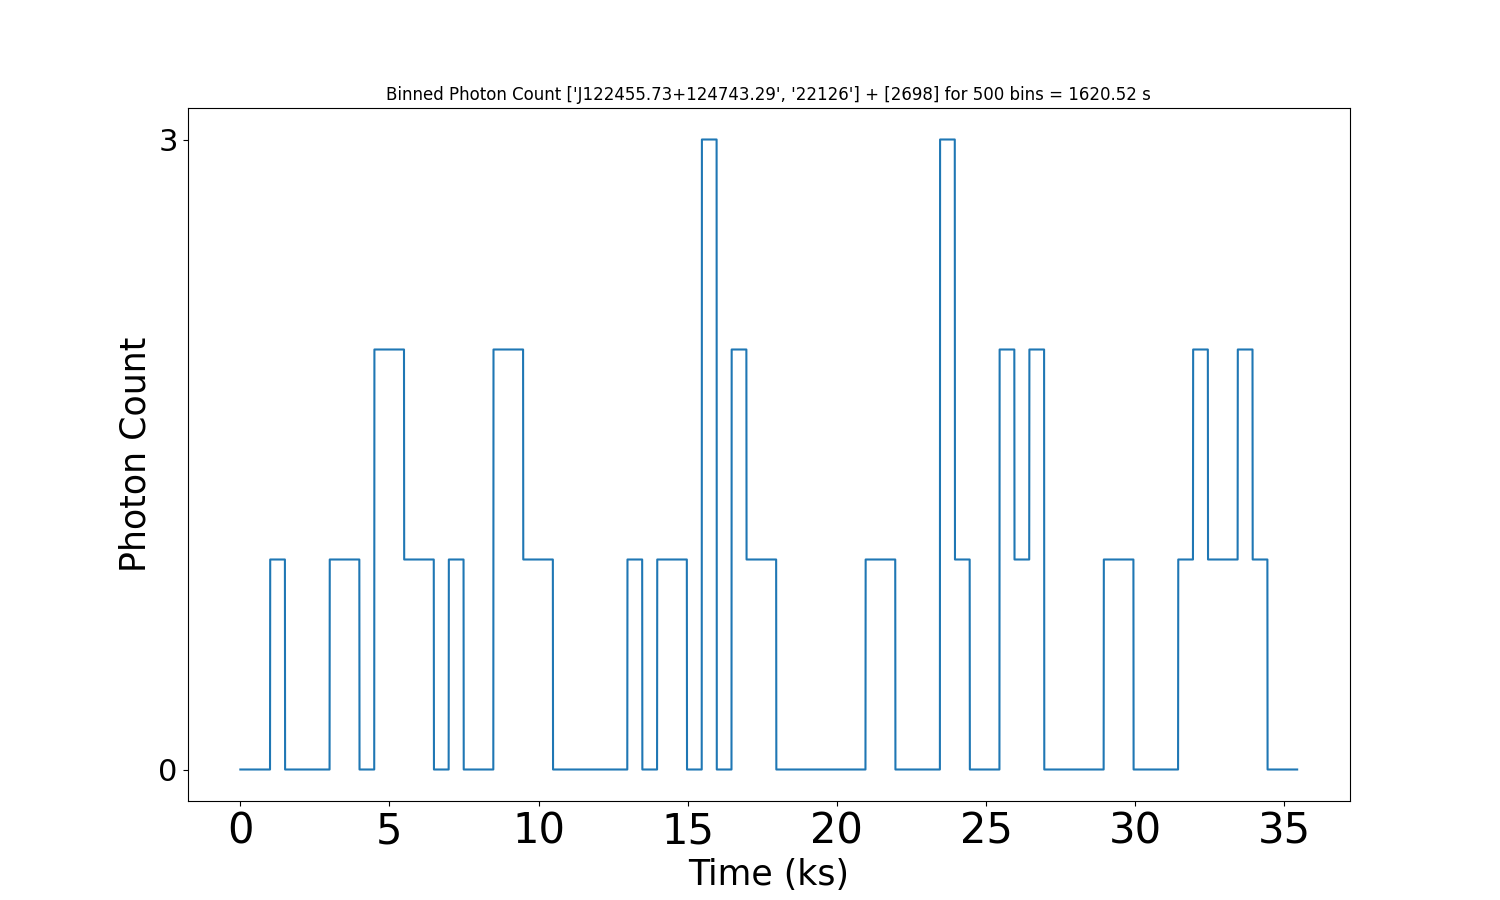 Binned Photon Count ['J122455.73+124743.29', '22126'] + [2698] for 500 bins = 1620.52 s
3
Photon Count
0
0 5 10 15 20 25 30 35
Time (ks)